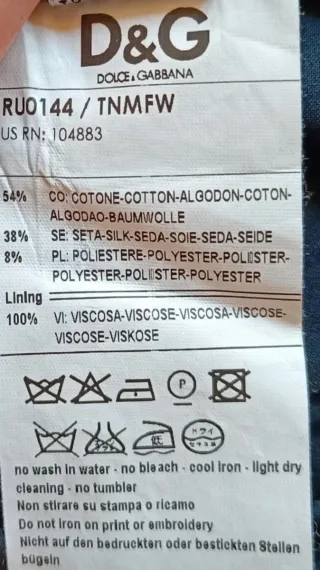 D&G
DOLCE & GABBANA
RU0144 / TNMFW
US RN: 104883
54% CO: COTONE-COTTON-ALGODON-COTON-
ALGODAO-BAUMWOLLE
38% SE: SETA-SILK-SEDA-SOIE-SEDA-SEIDE
8% PL: POLIESTERE-POLYESTER-POLIESTER-
POLYESTER-POLIESTER-POLYESTER
Lining
100% VI: VISCOSA-VISCOSE-VISCOSA-VISCOSE-
VISCOSE-VISKOSE
P
低 ドライ
no wash in water - no bleach - cool iron - light dry
cleaning - no tumbler
Non stirare su stampa o ricamo
Do not iron on print or embroidery
Nicht auf den bedruckten oder bestickten Stellen
bügeln